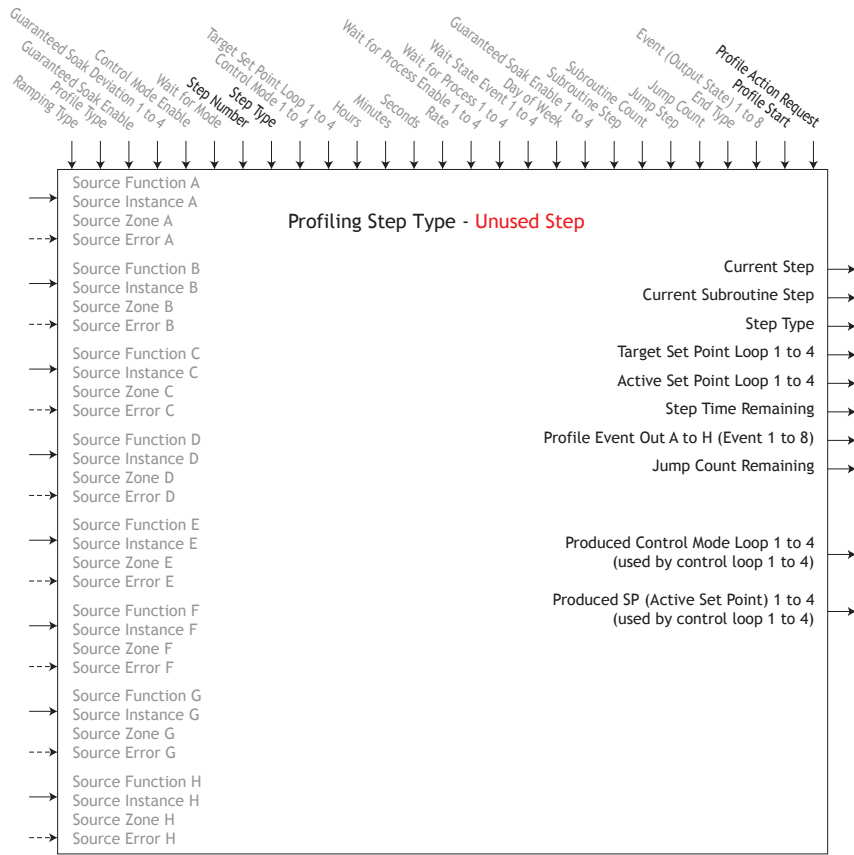 Ramping Type
Profile Type
Guaranteed Soak Enable
Guaranteed Soak Deviation 1 to 4
Control Mode Enable
Wait for Mode
Step Number
Step Type
Control Mode 1 to 4
Target Set Point Loop 1 to 4
Hours
Minutes
Seconds
Rate
Wait for Process Enable 1 to 4
Wait for Process 1 to 4
Wait State Event 1 to 4
Day of Week
Guaranteed Soak Enable 1 to 4
Subroutine Step
Subroutine Count
Jump Step
Jump Count
End Type
Event (Output State) 1 to 8
Profile Start
Profile Action Request
Profiling Step Type - Unused Step
Source Function A
Source Instance A
Source Zone A
Source Error A
Source Function B
Source Instance B
Source Zone B
Source Error B
Source Function C
Source Instance C
Source Zone C
Source Error C
Source Function D
Source Instance D
Source Zone D
Source Error D
Source Function E
Source Instance E
Source Zone E
Source Error E
Source Function F
Source Instance F
Source Zone F
Source Error F
Source Function G
Source Instance G
Source Zone G
Source Error G
Source Function H
Source Instance H
Source Zone H
Source Error H
Current Step
Current Subroutine Step
Step Type
Target Set Point Loop 1 to 4
Active Set Point Loop 1 to 4
Step Time Remaining
Profile Event Out A to H (Event 1 to 8)
Jump Count Remaining
Produced Control Mode Loop 1 to 4
(used by control loop 1 to 4)
Produced SP (Active Set Point) 1 to 4
(used by control loop 1 to 4)